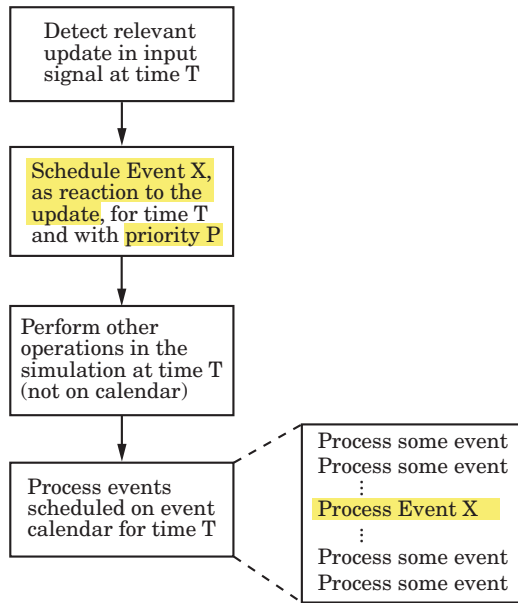 Detect relevant
update in input
signal at time T
Schedule Event X,
as reaction to the
update, for time T
and with priority P
Perform other
operations in the
simulation at time T
(not on calendar)
Process events
scheduled on event
calendar for time T
Process some event
Process some event
⋮
Process Event X
⋮
Process some event
Process some event